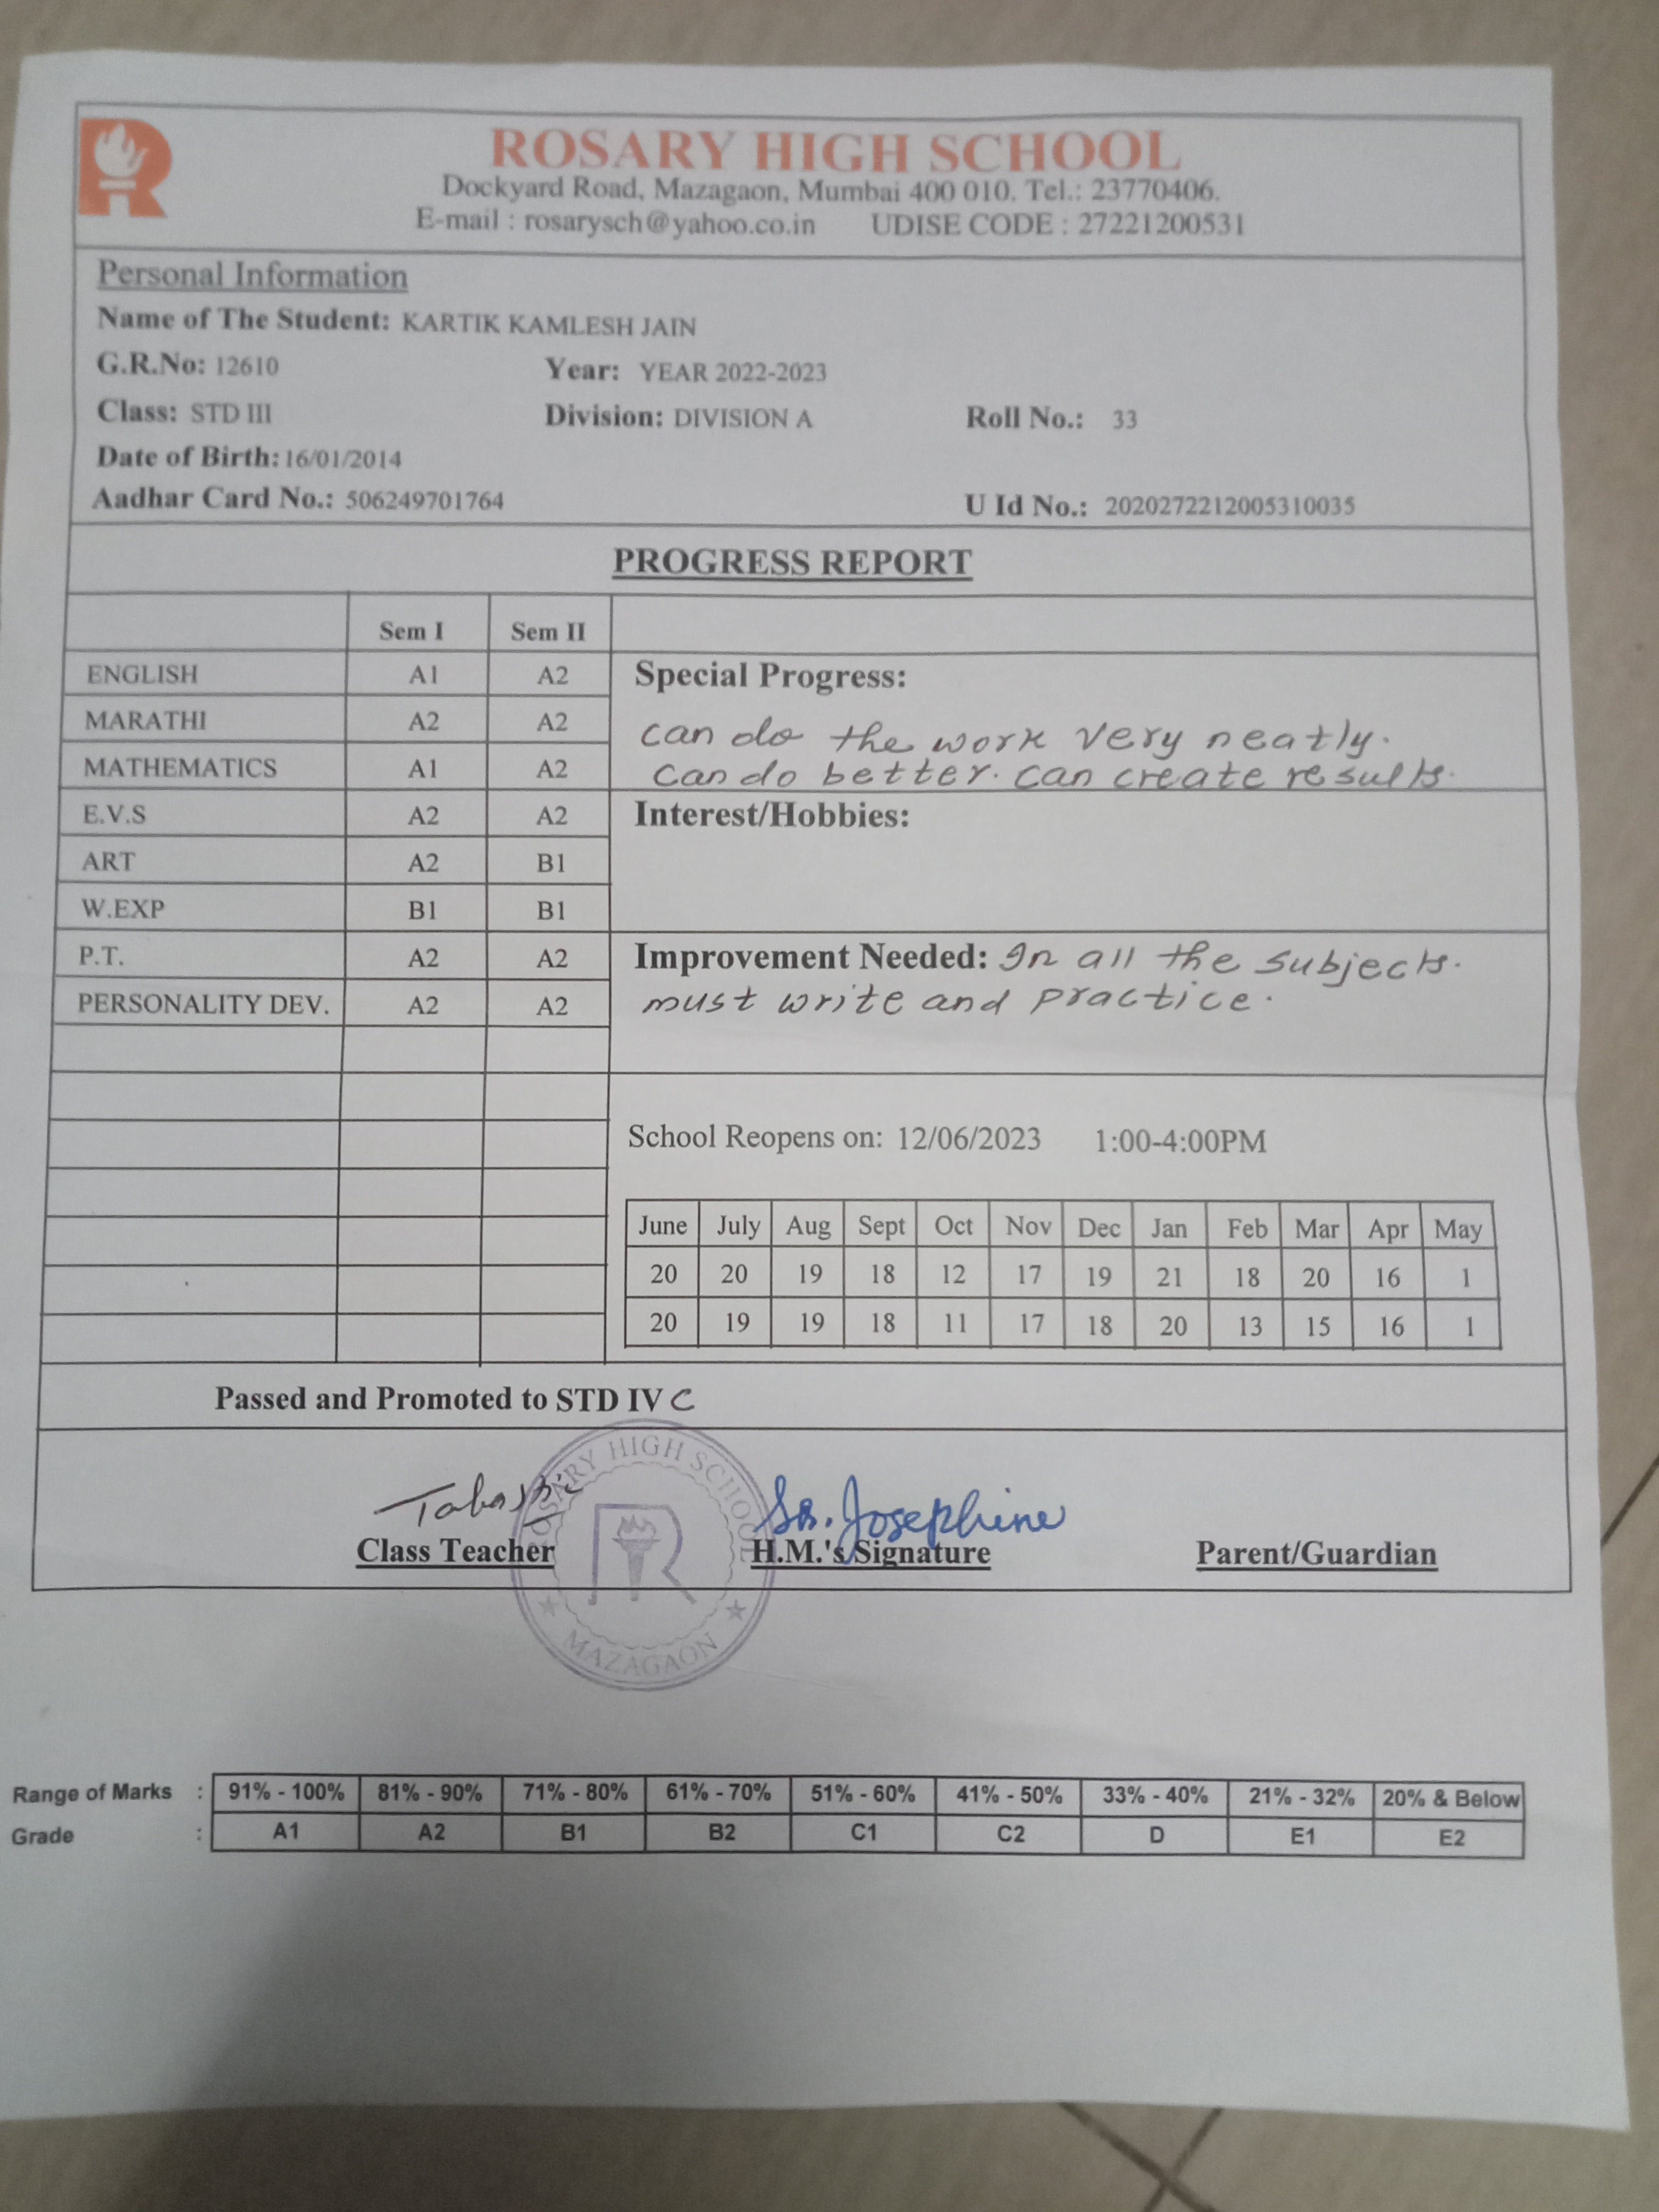 ROSARY HIGH SCHOOL
Dockyard Road, Mazagaon, Mumbai 400 010. Tel.: 23770406.
E-mail : rosarysch@yahoo.co.in UDISE CODE : 27221200531
Personal Information
Name of The Student: KARTIK KAMLESH JAIN
G.R.No: 12610 Year: YEAR 2022-2023
Class: STD III Division: DIVISION A Roll No.: 33
Date of Birth: 16/01/2014
Aadhar Card No.: 506249701764 U Id No.: 2020272212005310035
PROGRESS REPORT
Sem I Sem II
ENGLISH A1 A2
MARATHI A2 A2
MATHEMATICS A1 A2
E.V.S A2 A2
ART A2 B1
W.EXP B1 B1
P.T. A2 A2
PERSONALITY DEV. A2 A2
Special Progress:
can do the work very neatly.
can do better. can create results.
Interest/Hobbies:
Improvement Needed: In all the subjects.
must write and practice.
School Reopens on: 12/06/2023 1:00-4:00PM
June July Aug Sept Oct Nov Dec Jan Feb Mar Apr May
20 20 19 18 12 17 19 21 18 20 16 1
20 19 19 18 11 17 18 20 13 15 16 1
Passed and Promoted to STD IV C
Sr. Josephine
Class Teacher H.M.'s Signature Parent/Guardian
ROSARY HIGH SCHOOL
MAZAGAON
Range of Marks : 91% - 100% 81% - 90% 71% - 80% 61% - 70% 51% - 60% 41% - 50% 33% - 40% 21% - 32% 20% & Below
Grade : A1 A2 B1 B2 C1 C2 D E1 E2